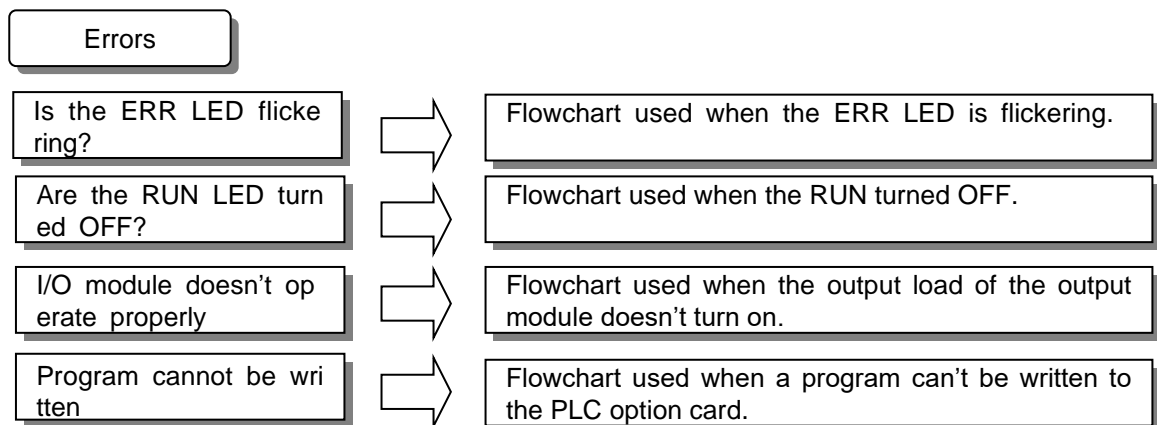 Errors
Is the ERR LED flicke
ring?
Flowchart used when the ERR LED is flickering.
Are the RUN LED turn
ed OFF?
Flowchart used when the RUN turned OFF.
I/O module doesn't op
erate properly
Flowchart used when the output load of the output
module doesn't turn on.
Program cannot be wri
tten
Flowchart used when a program can't be written to
the PLC option card.